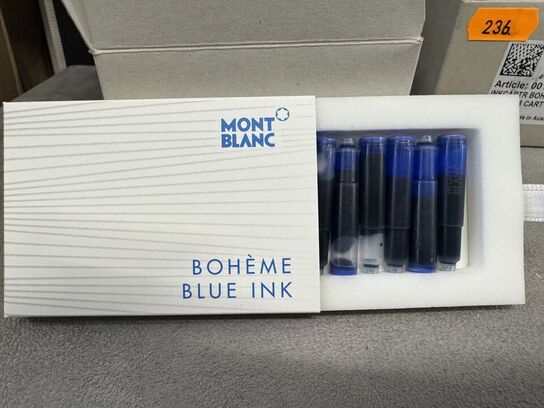 236
Article: 00
INKCARTR BOH
CART
MONT
BLANC
BOHÈME
BLUE INK